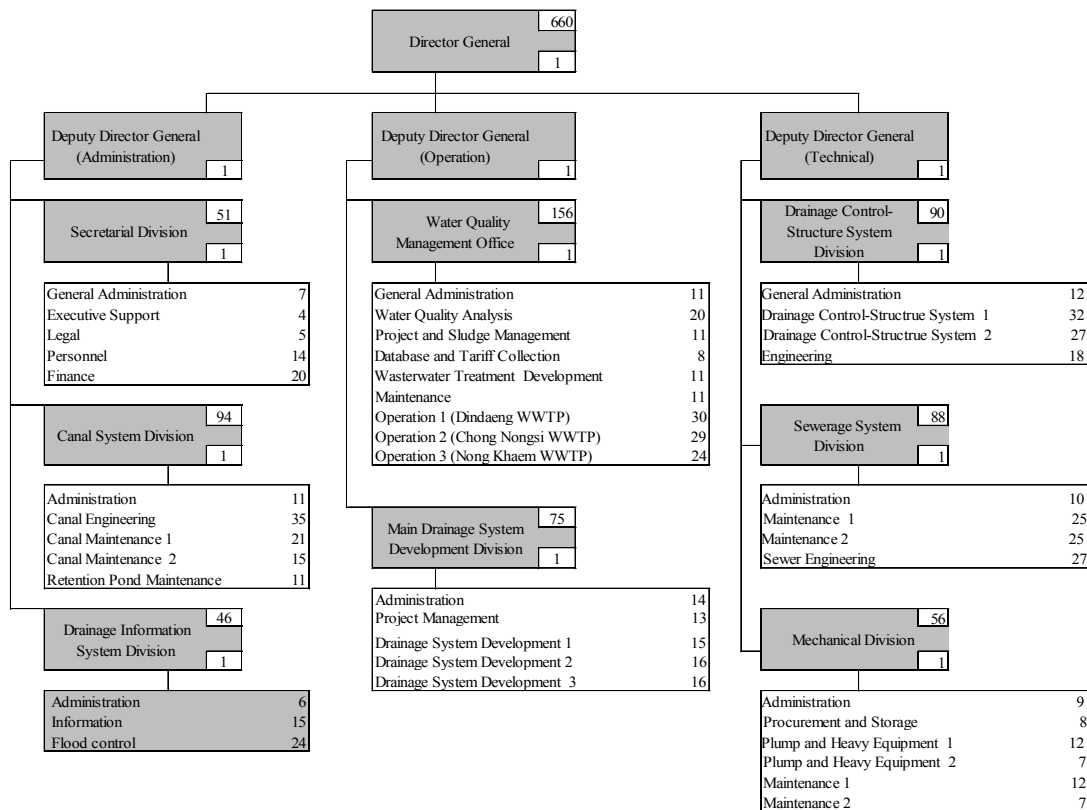 660
Director General
1
Deputy Director General
(Administration)
1
Deputy Director General
(Operation)
1
Deputy Director General
(Technical)
1
51
Secretarial Division
1
General Administration 7
Executive Support 4
Legal 5
Personnel 14
Finance 20
94
Canal System Division
1
Administration 11
Canal Engineering 35
Canal Maintenance 1 21
Canal Maintenance 2 15
Retention Pond Maintenance 11
46
Drainage Information
System Division
1
Administration 6
Information 15
Flood control 24
156
Water Quality
Management Office
1
General Administration 11
Water Quality Analysis 20
Project and Sludge Management 11
Database and Tariff Collection 8
Wasterwater Treatment Development 11
Maintenance 11
Operation 1 (Dindaeng WWTP) 30
Operation 2 (Chong Nongsi WWTP) 29
Operation 3 (Nong Khaem WWTP) 24
75
Main Drainage System
Development Division
1
Administration 14
Project Management 13
Drainage System Development 1 15
Drainage System Development 2 16
Drainage System Development 3 16
90
Drainage Control-
Structure System
Division
1
General Administration 12
Drainage Control-Structrue System 1 32
Drainage Control-Structrue System 2 27
Engineering 18
88
Sewerage System
Division
1
Administration 10
Maintenance 1 25
Maintenance 2 25
Sewer Engineering 27
56
Mechanical Division
1
Administration 9
Procurement and Storage 8
Plump and Heavy Equipment 1 12
Plump and Heavy Equipment 2 7
Maintenance 1 12
Maintenance 2 7